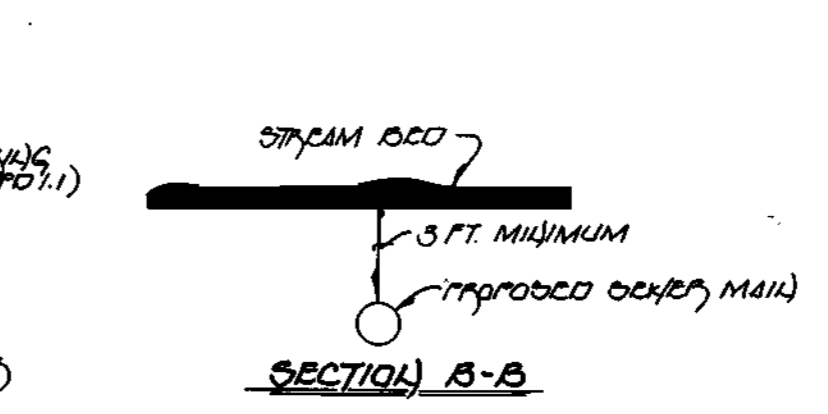 STREAM BED
3 FT. MINIMUM
PROPOSED SEWER MAIN
SECTION B-B